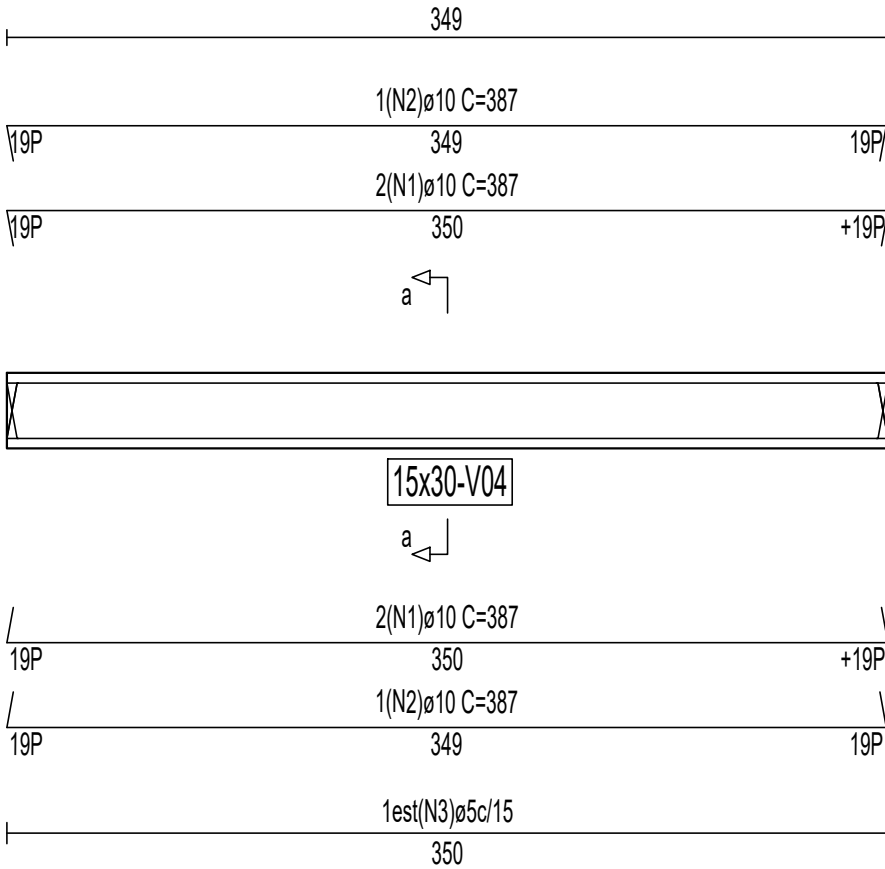 349
1(N2)ø10 C=387
19P 349 19P
2(N1)ø10 C=387
19P 350 +19P
a
15x30-V04
a
2(N1)ø10 C=387
19P 350 +19P
1(N2)ø10 C=387
19P 349 19P
1est(N3)ø5c/15
350